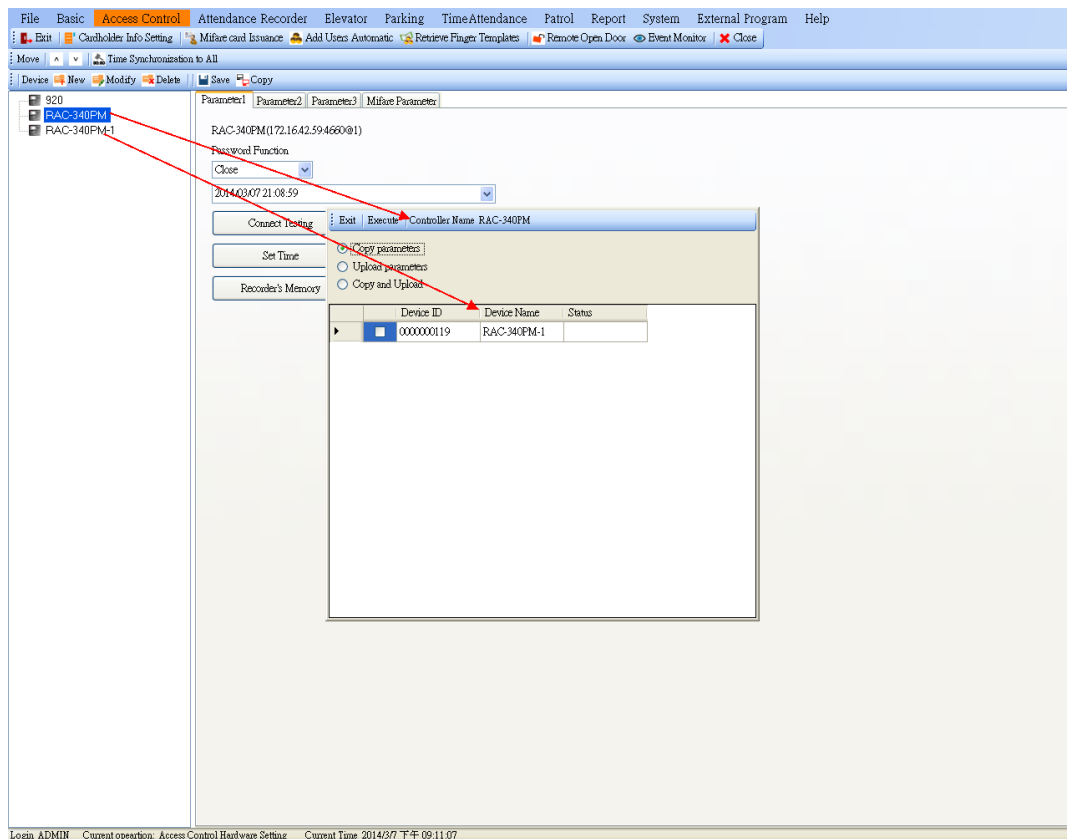 File Basic Access Control Attendance Recorder Elevator Parking TimeAttendance Patrol Report System External Program Help
Exit Cardholder Info Setting Mifare card Issuance Add Users Automatic Retrieve Finger Templates Remote Open Door Event Monitor Close
Move ^ v Time Synchronization to All
Device New Modify Delete Save Copy
920
RAC-340PM
RAC-340PM-1
Parameter1 Parameter2 Parameter3 Mifare Parameter
RAC-340PM(172.16.42.59:4660@1)
Password Function
Close
2014/03/07 21:08:59
Connect Testing
Set Time
Recorder's Memory
Exit Execute Controller Name RAC-340PM
Copy parameters
Upload parameters
Copy and Upload
Device ID Device Name Status
0000000119 RAC-340PM-1
Login ADMIN Current opeartion: Access Control Hardware Setting Current Time 2014/3/7 下午 09:11:07